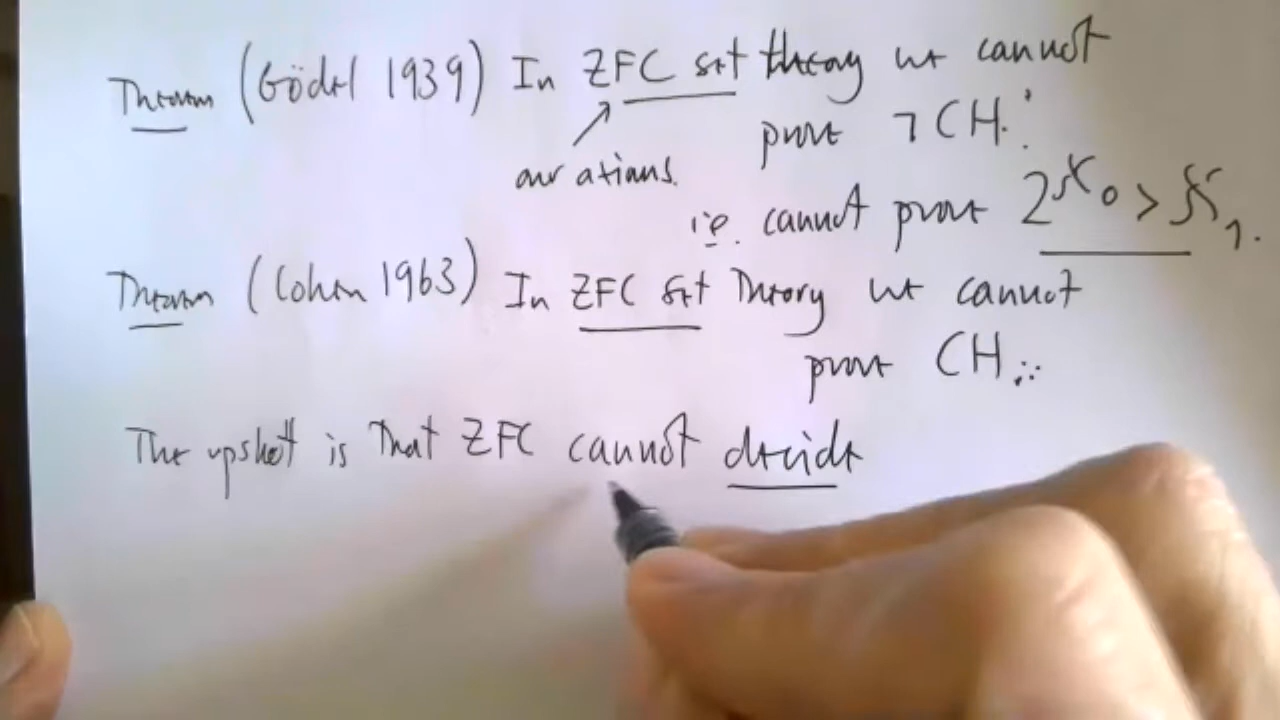 Theorem (Gödel 1939) In ZFC set theory we cannot
prove ¬CH.
our axioms.
i.e. cannot prove 2^ℵ₀ > ℵ₁.
Theorem (Cohen 1963) In ZFC set Theory we cannot
prove CH.
The upshot is that ZFC cannot decide